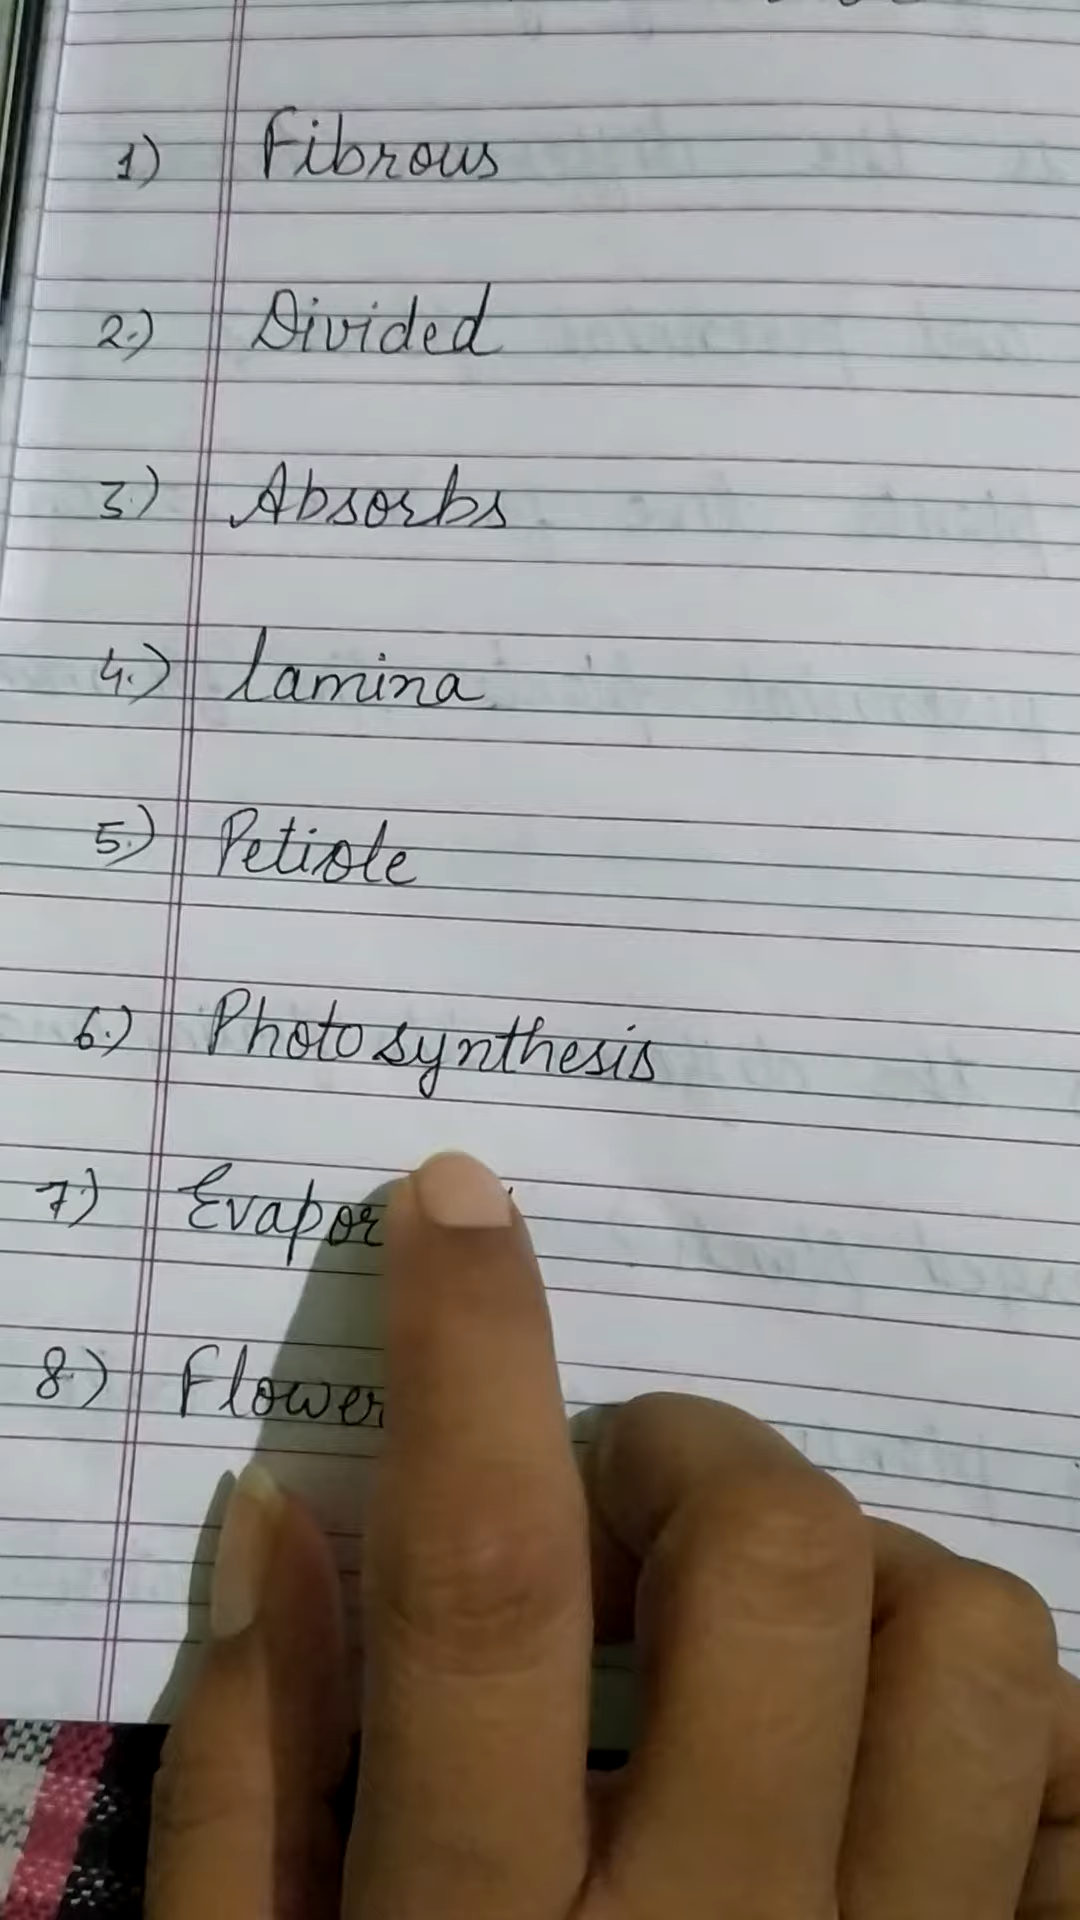 1) Fibrous
2.) Divided
3.) Absorbs
4.) Lamina
5.) Petiole
6.) Photosynthesis
7.) Evapor
8.) Flower